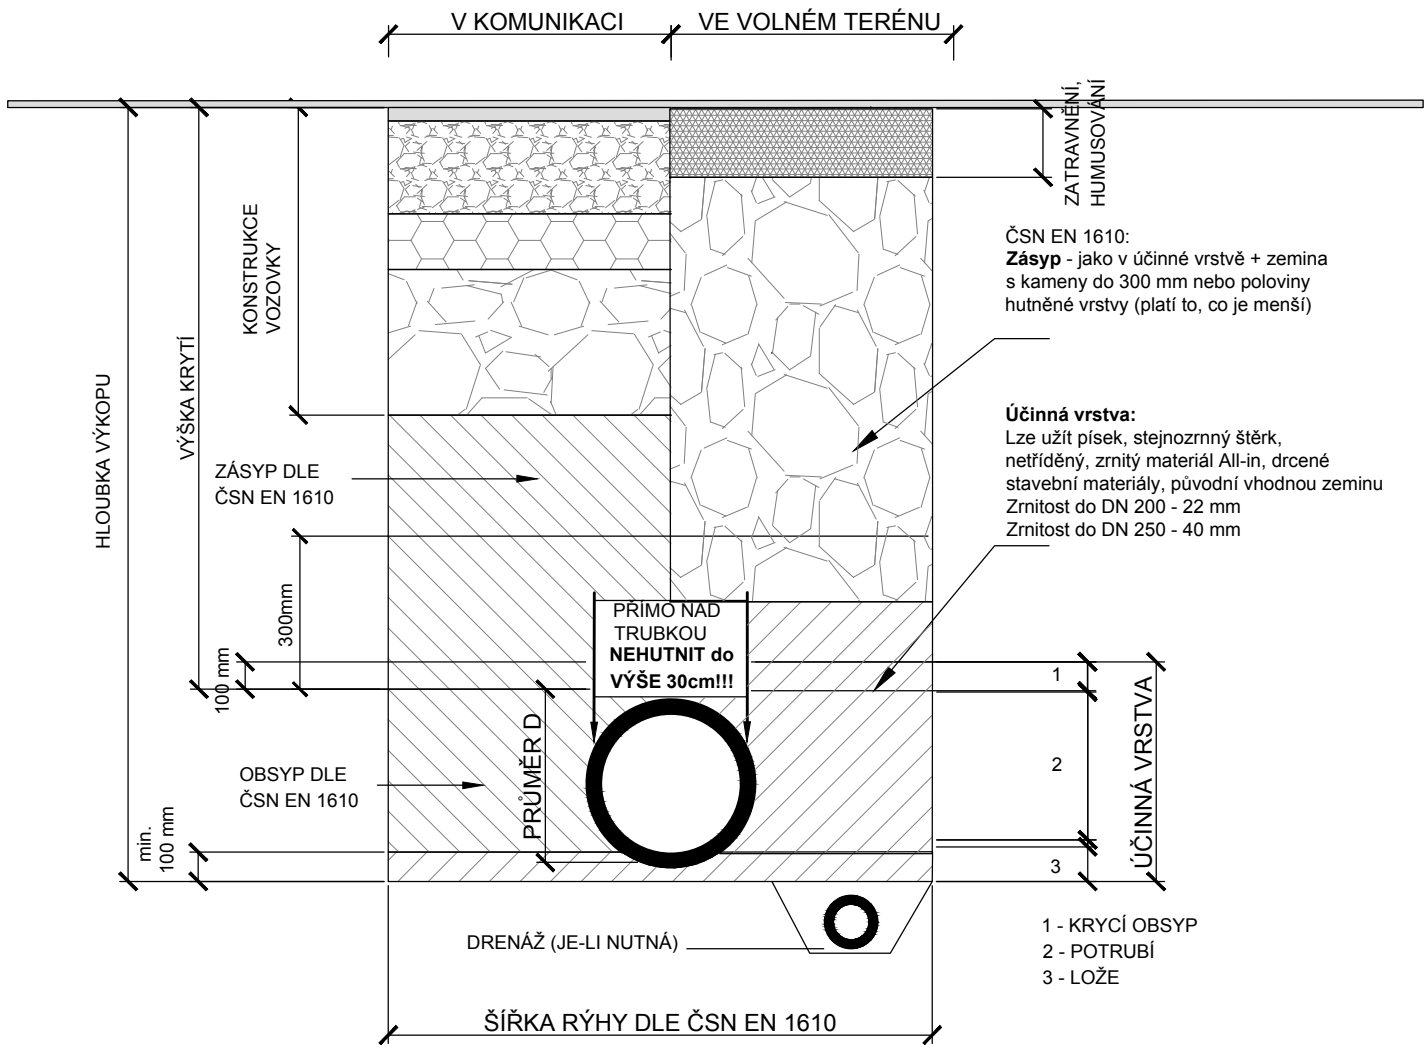 V KOMUNIKACI
VE VOLNÉM TERÉNU
ZATRAVNĚNÍ,
HUMUSOVÁNÍ
KONSTRUKCE
VOZOVKY
VÝŠKA KRYTÍ
HLOUBKA VÝKOPU
ČSN EN 1610:
Zásyp - jako v účinné vrstvě + zemina
s kameny do 300 mm nebo poloviny
hutněné vrstvy (platí to, co je menší)
Účinná vrstva:
Lze užít písek, stejnozrnný štěrk,
netříděný, zrnitý materiál All-in, drcené
stavební materiály, původní vhodnou zeminu
Zrnitost do DN 200 - 22 mm
Zrnitost do DN 250 - 40 mm
ZÁSYP DLE
ČSN EN 1610
300mm
100 mm
PŘÍMO NAD
TRUBKOU
NEHUTNIT do
VÝŠE 30cm!!!
PRŮMĚR D
OBSYP DLE
ČSN EN 1610
min.
100 mm
1
2
3
ÚČINNÁ VRSTVA
DRENÁŽ (JE-LI NUTNÁ)
1 - KRYCÍ OBSYP
2 - POTRUBÍ
3 - LOŽE
ŠÍŘKA RÝHY DLE ČSN EN 1610